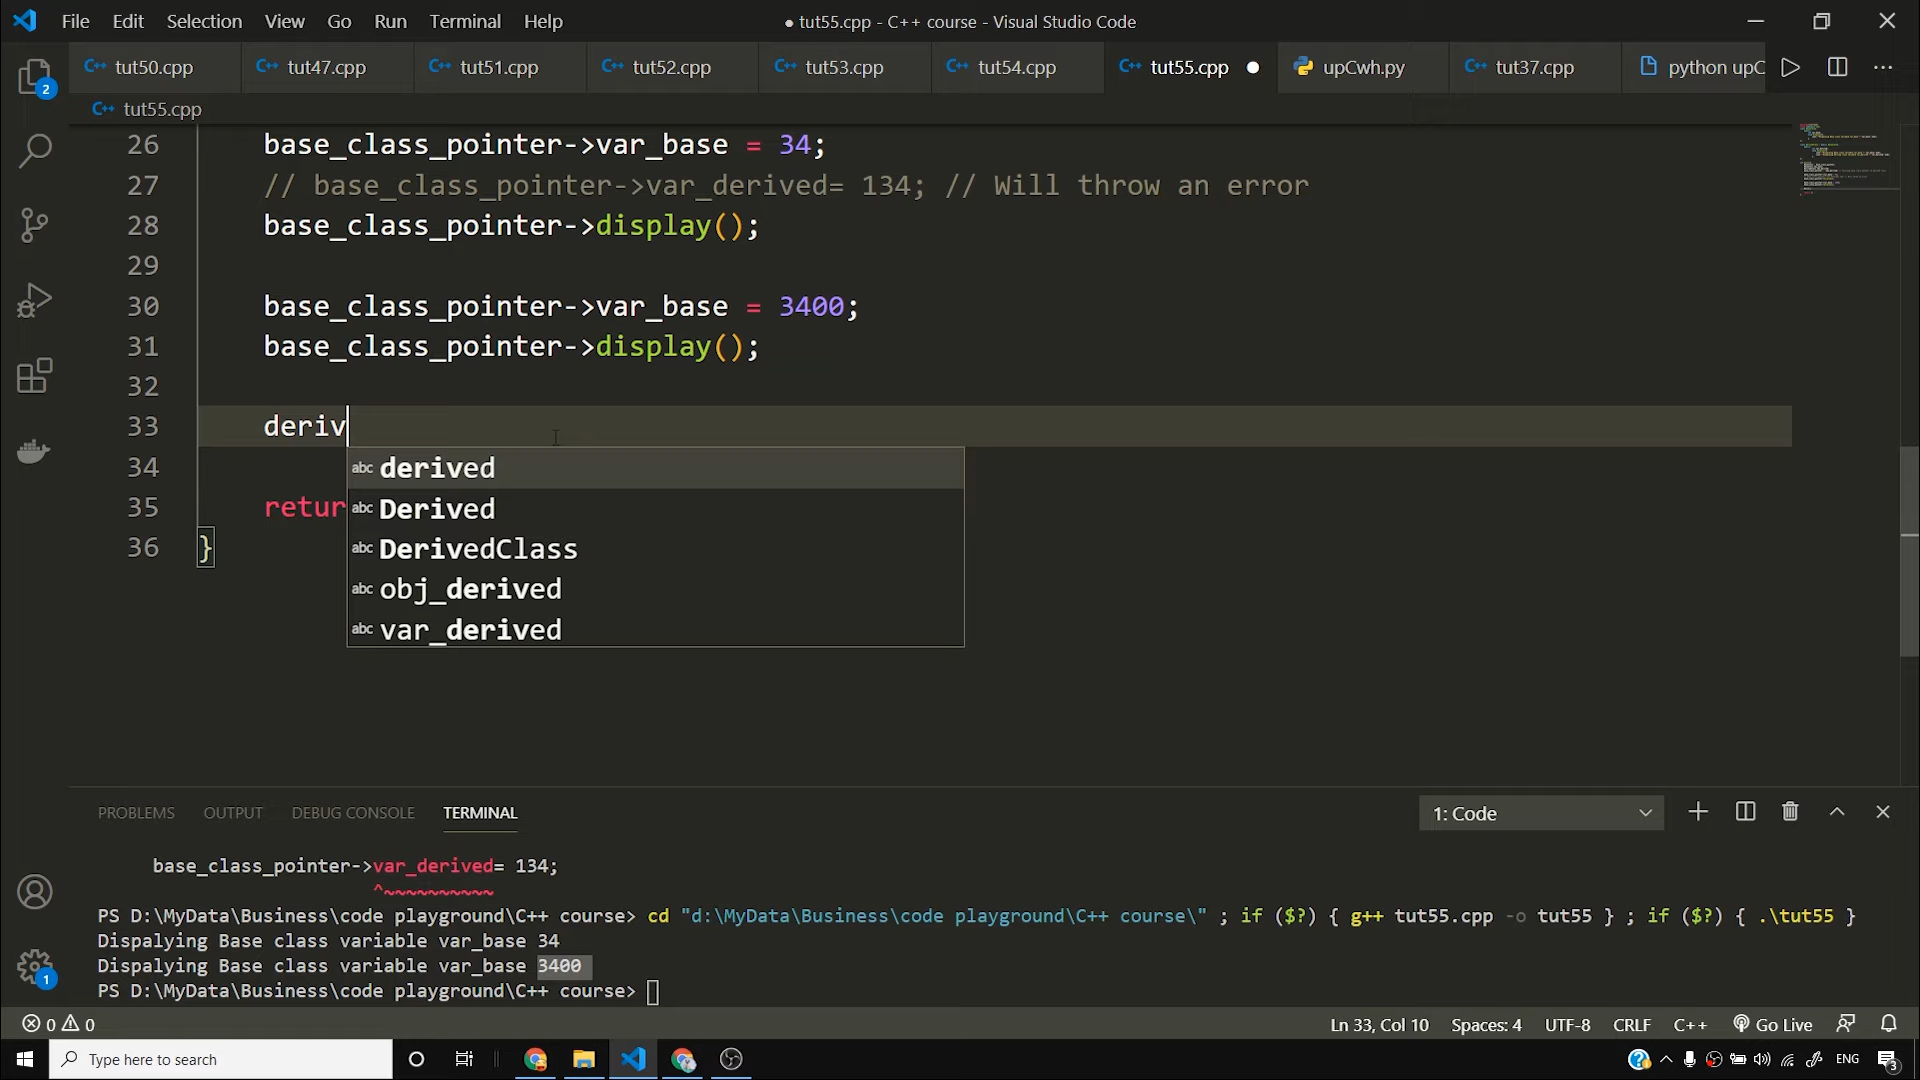 File Edit Selection View Go Run Terminal Help ● tut55.cpp - C++ course - Visual Studio Code
tut50.cpp tut47.cpp tut51.cpp tut52.cpp tut53.cpp tut54.cpp tut55.cpp ● upCwh.py tut37.cpp python upC
tut55.cpp
26 base_class_pointer->var_base = 34;
27 // base_class_pointer->var_derived= 134; // Will throw an error
28 base_class_pointer->display();
29
30 base_class_pointer->var_base = 3400;
31 base_class_pointer->display();
32
33 deriv
abc derived
34
abc Derived
35 retur
abc DerivedClass
36 }
abc obj_derived
abc var_derived
PROBLEMS OUTPUT DEBUG CONSOLE TERMINAL 1: Code
base_class_pointer->var_derived= 134;
^~~~~~~~~~~
PS D:\MyData\Business\code playground\C++ course> cd "d:\MyData\Business\code playground\C++ course\" ; if ($?) { g++ tut55.cpp -o tut55 } ; if ($?) { .\tut55 }
Dispalying Base class variable var_base 34
Dispalying Base class variable var_base 3400
PS D:\MyData\Business\code playground\C++ course>
0 0 Ln 33, Col 10 Spaces: 4 UTF-8 CRLF C++ Go Live
Type here to search ENG
2
1
3